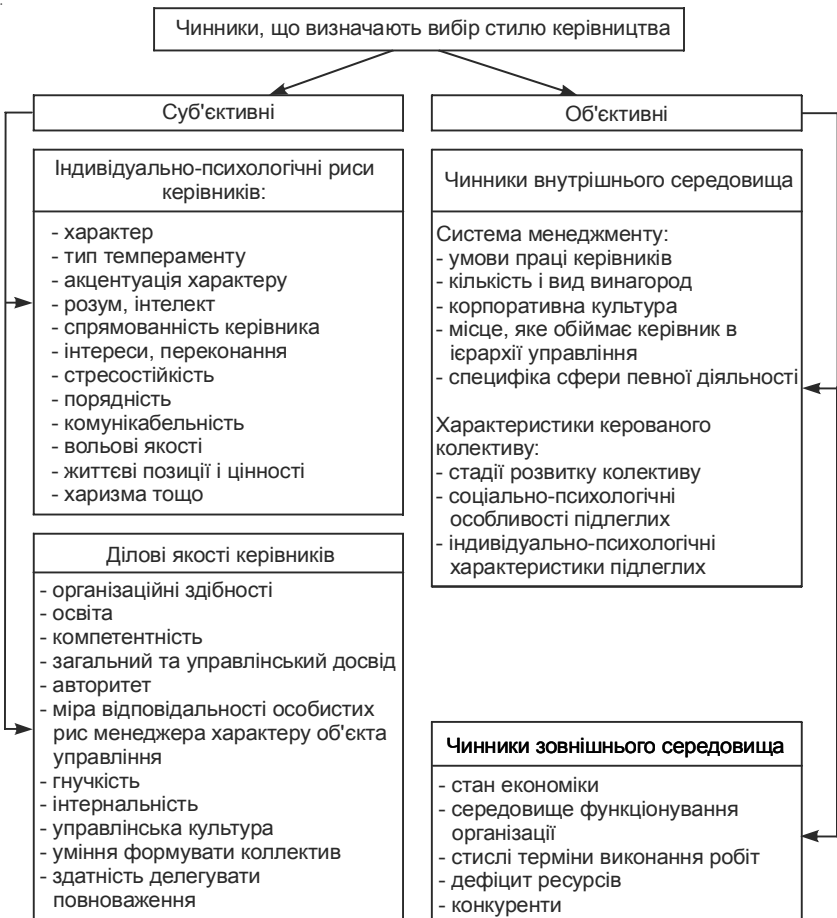 Чинники, що визначають вибір стилю керівництва
Суб'єктивні
Індивідуально-психологічні риси
керівників:
- характер
- тип темпераменту
- акцентуація характеру
- розум, інтелект
- спрямованність керівника
- інтереси, переконання
- стресостійкість
- порядність
- комунікабельність
- вольові якості
- життєві позиції і цінності
- харизма тощо
Ділові якості керівників
- організаційні здібності
- освіта
- компетентність
- загальний та управлінський досвід
- авторитет
- міра відповідальності особистих
рис менеджера характеру об'єкта
управління
- гнучкість
- інтернальність
- управлінська культура
- уміння формувати коллектив
- здатність делегувати
повноваження
Об'єктивні
Чинники внутрішнього середовища
Система менеджменту:
- умови праці керівників
- кількість і вид винагород
- корпоративна культура
- місце, яке обіймає керівник в
ієрархії управління
- специфіка сфери певної діяльності
Характеристики керованого
колективу:
- стадії розвитку колективу
- соціально-психологічні
особливості підлеглих
- індивідуально-психологічні
характеристики підлеглих
Чинники зовнішнього середовища
- стан економіки
- середовище функціонування
організації
- стислі терміни виконання робіт
- дефіцит ресурсів
- конкуренти